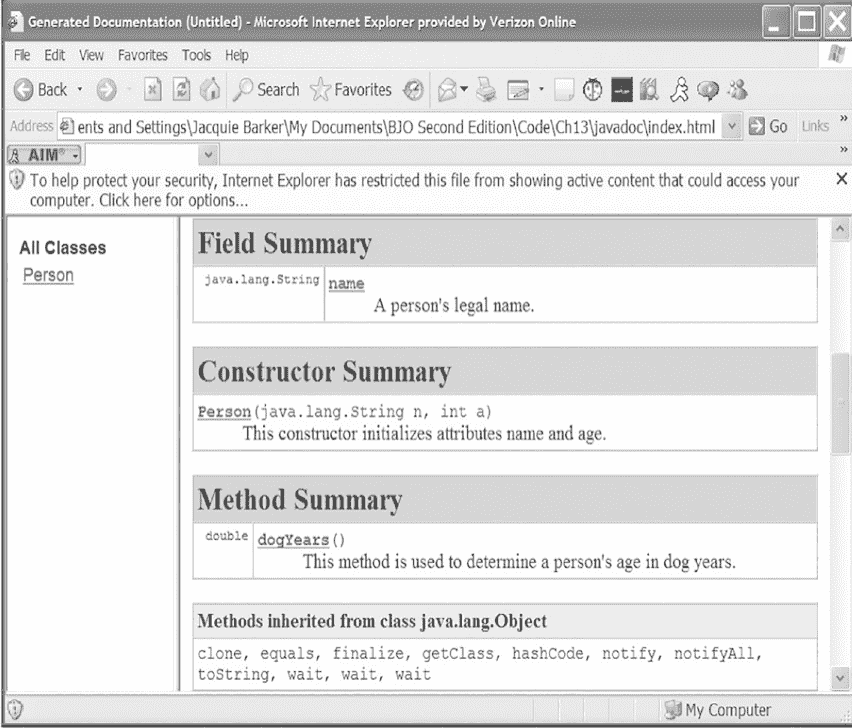 Generated Documentation (Untitled) - Microsoft Internet Explorer provided by Verizon Online
File Edit View Favorites Tools Help
Back Search Favorites
Address ents and Settings\Jacquie Barker\My Documents\BJO Second Edition\Code\Ch13\javadoc\index.html Go Links »
AIM® »
To help protect your security, Internet Explorer has restricted this file from showing active content that could access your
computer. Click here for options...
All Classes
Person
Field Summary
java.lang.String name
A person's legal name.
Constructor Summary
Person(java.lang.String n, int a)
This constructor initializes attributes name and age.
Method Summary
double dogYears()
This method is used to determine a person's age in dog years.
Methods inherited from class java.lang.Object
clone, equals, finalize, getClass, hashCode, notify, notifyAll,
toString, wait, wait, wait
My Computer